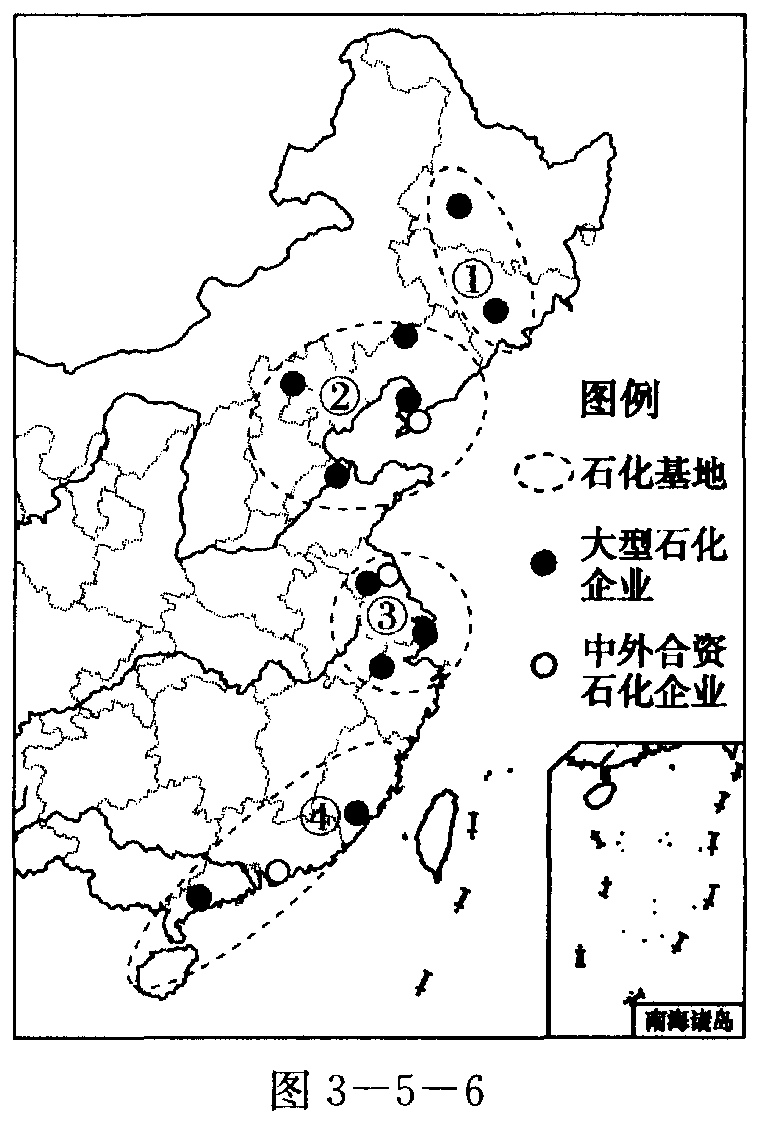 ①
②
③
④
图例
石化基地
大型石化
企业
中外合资
石化企业
南海诸岛
图 3—5—6